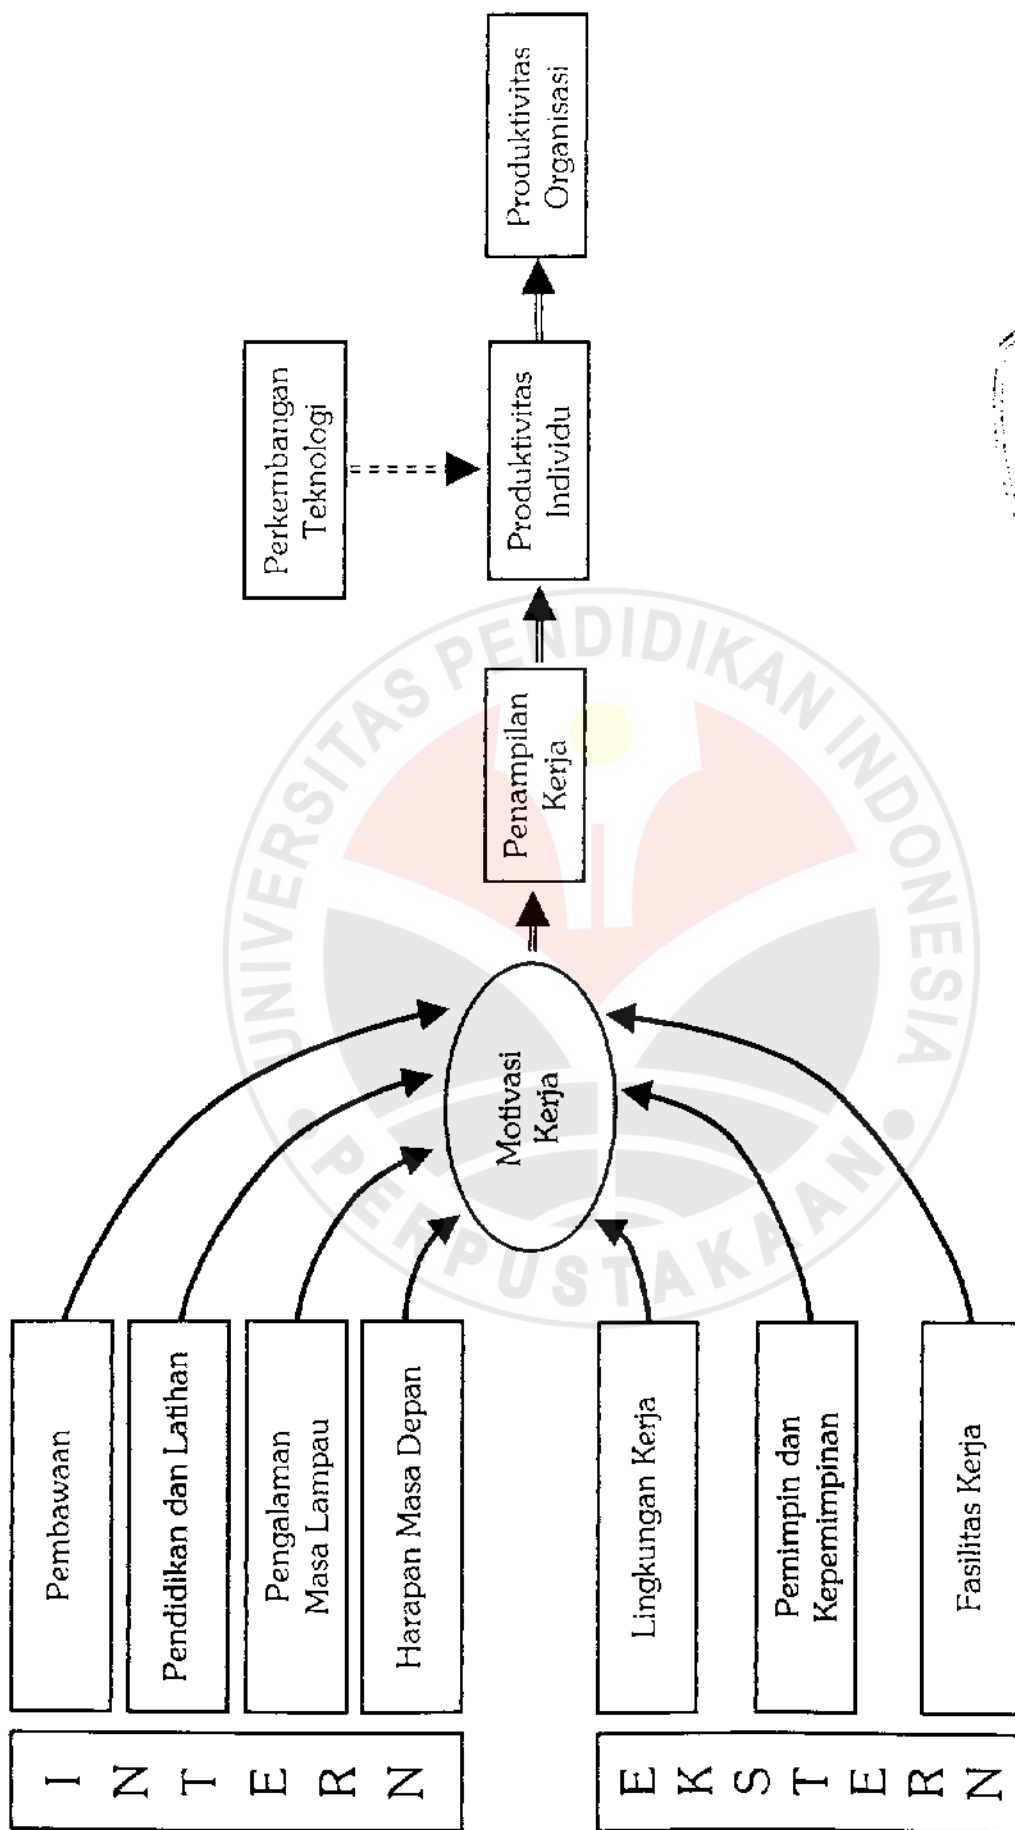 INTERN
Pembawaan
Pendidikan dan Latihan
Pengalaman
Masa Lampau
Harapan Masa Depan
EKSTERN
Lingkungan Kerja
Pemimpin dan
Kepemimpinan
Fasilitas Kerja
Motivasi
Kerja
Penampilan
Kerja
Perkembangan
Teknologi
Produktivitas
Individu
Produktivitas
Organisasi
UNIVERSITAS PENDIDIKAN INDONESIA
PERPUSTAKAAN